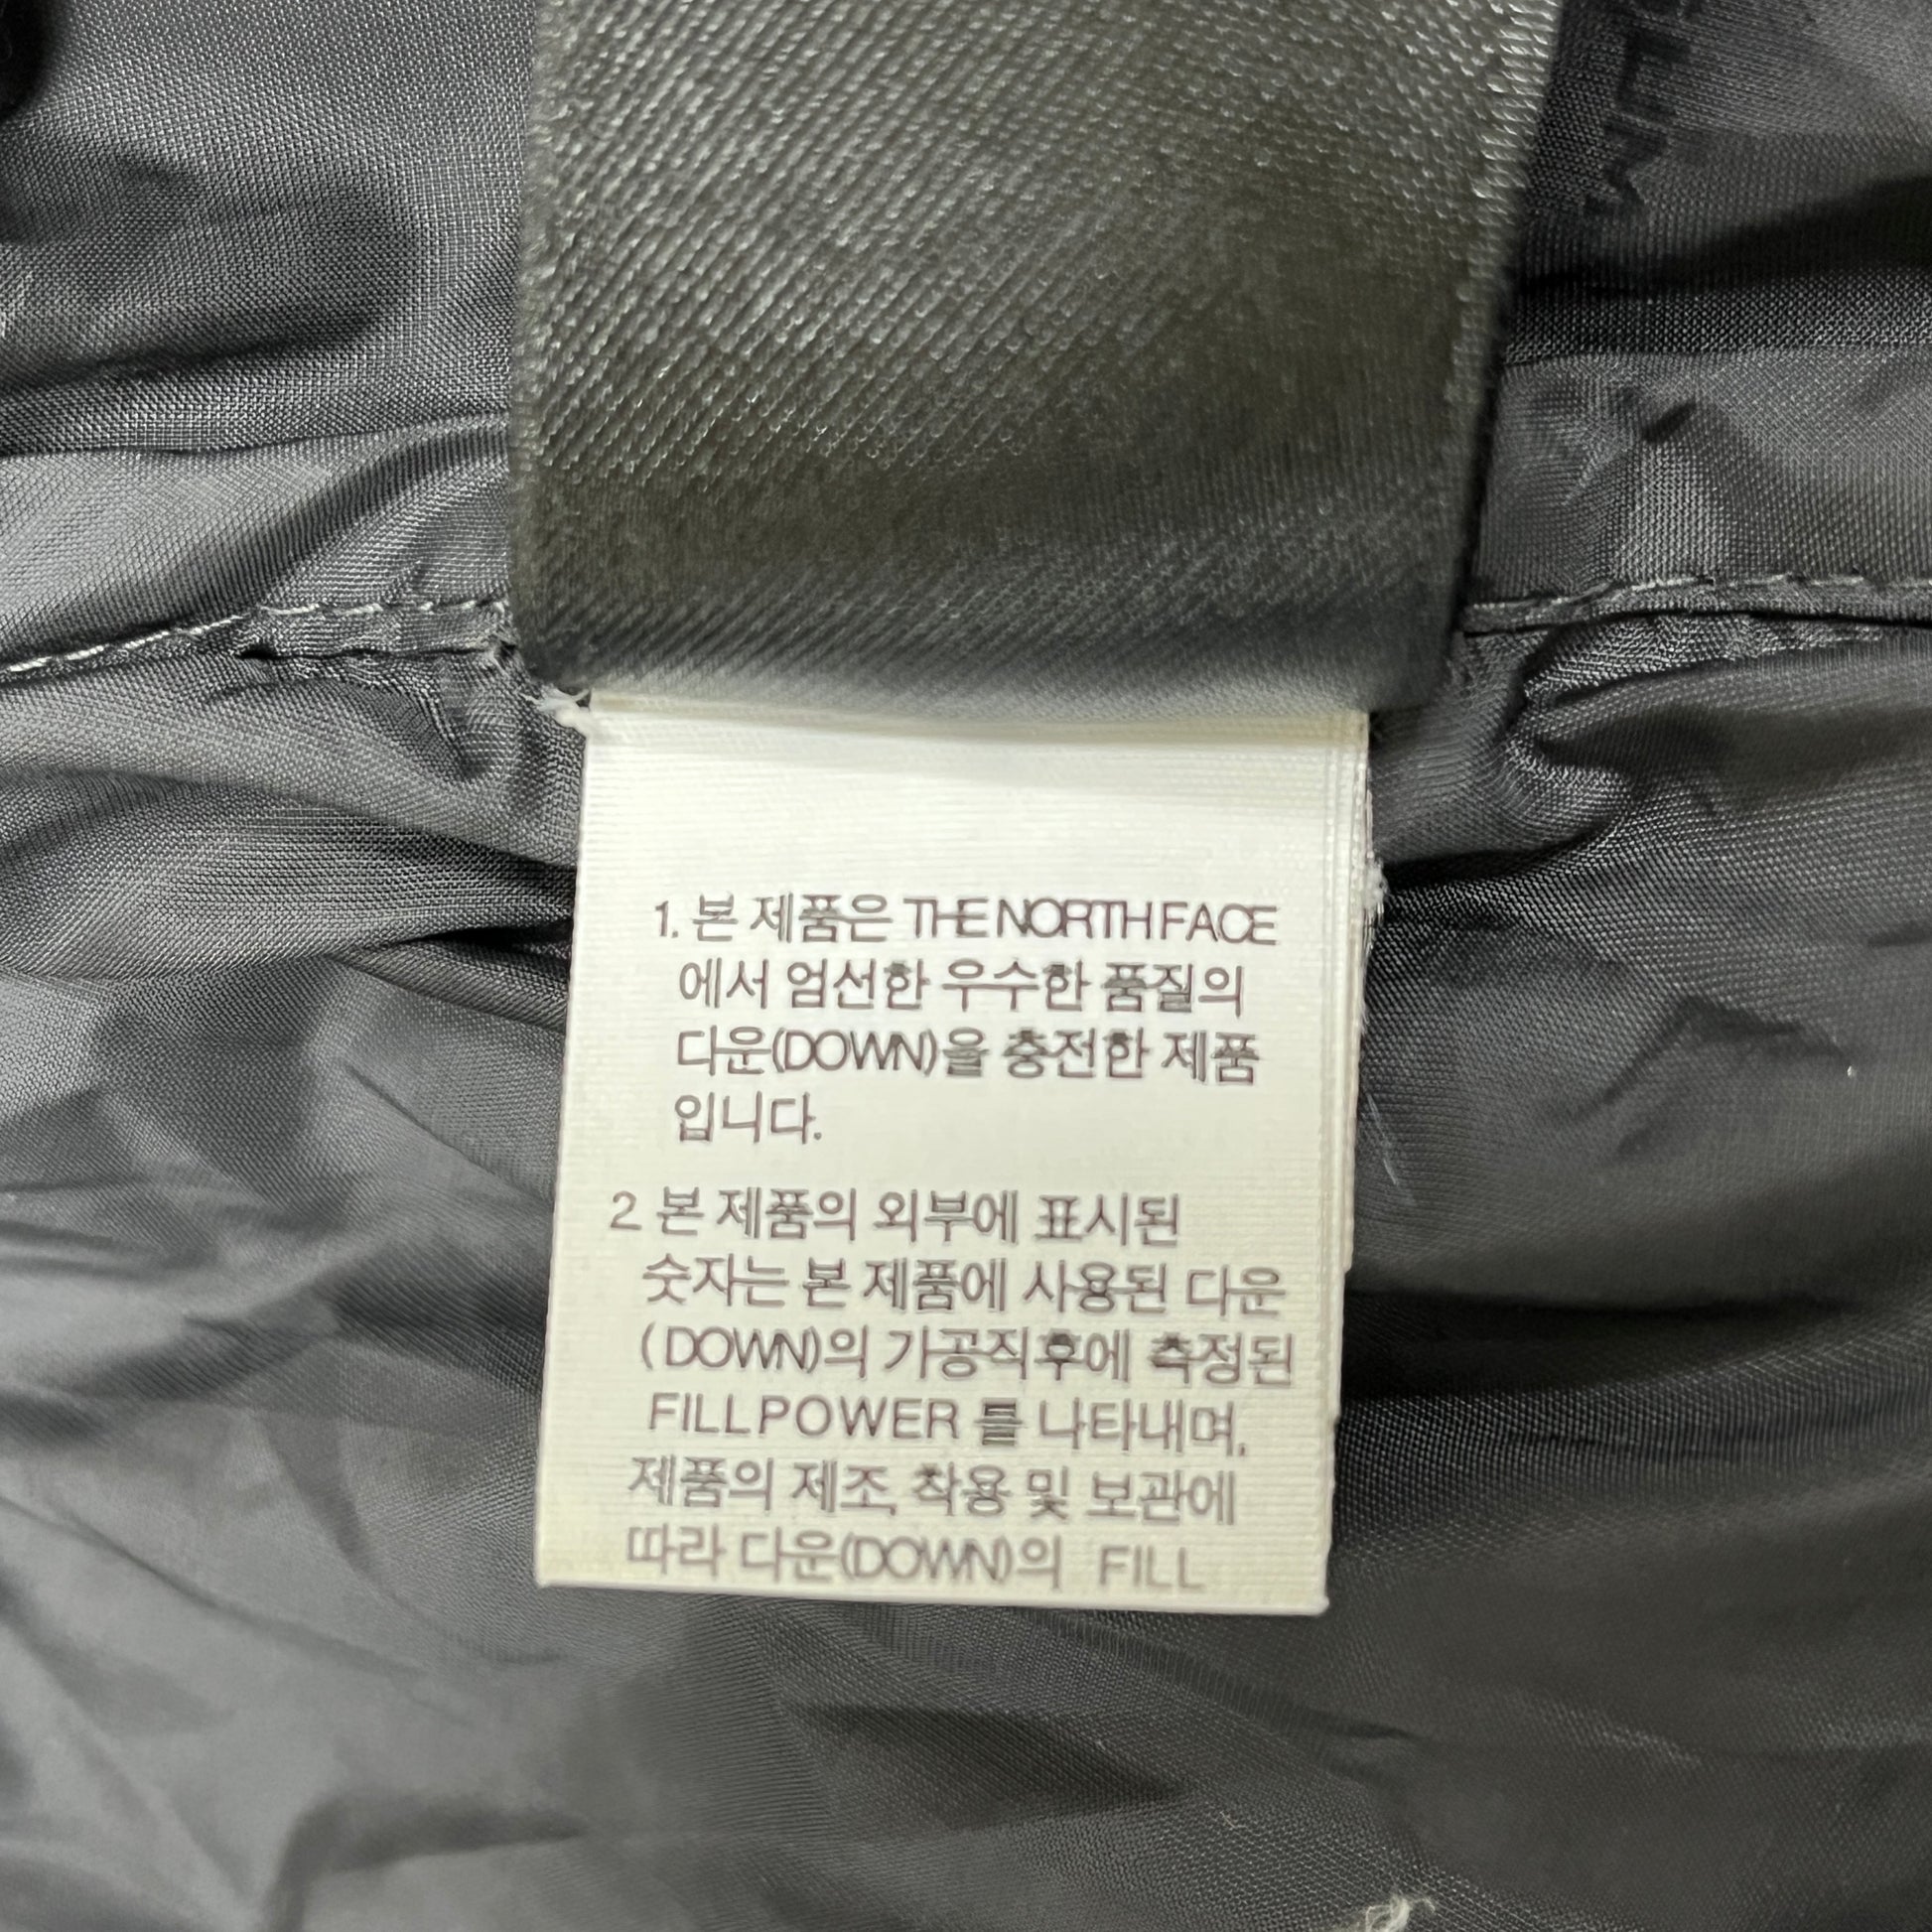 1. 본 제품은 THE NORTH FACE
에서 엄선한 우수한 품질의
다운(DOWN)을 충전한 제품
입니다.
2 본 제품의 외부에 표시된
숫자는 본 제품에 사용된 다운
(DOWN)의 가공직후에 측정된
FILL POWER 를 나타내며,
제품의 제조, 착용 및 보관에
따라 다운(DOWN)의 FILL